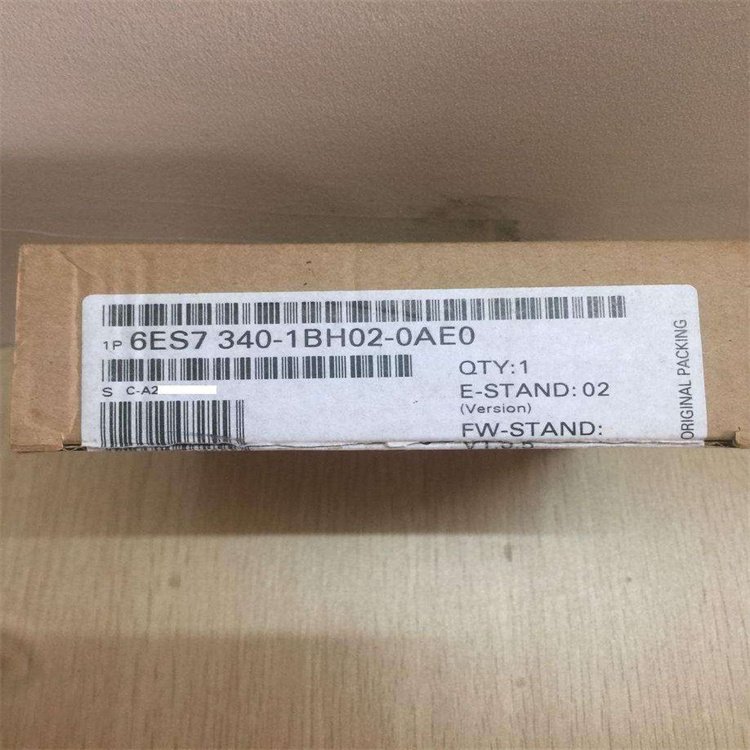 1P 6ES7 340-1BH02-0AE0
S C-A2
QTY:1
E-STAND: 02
(Version)
FW-STAND:
ORIGINAL PACKING